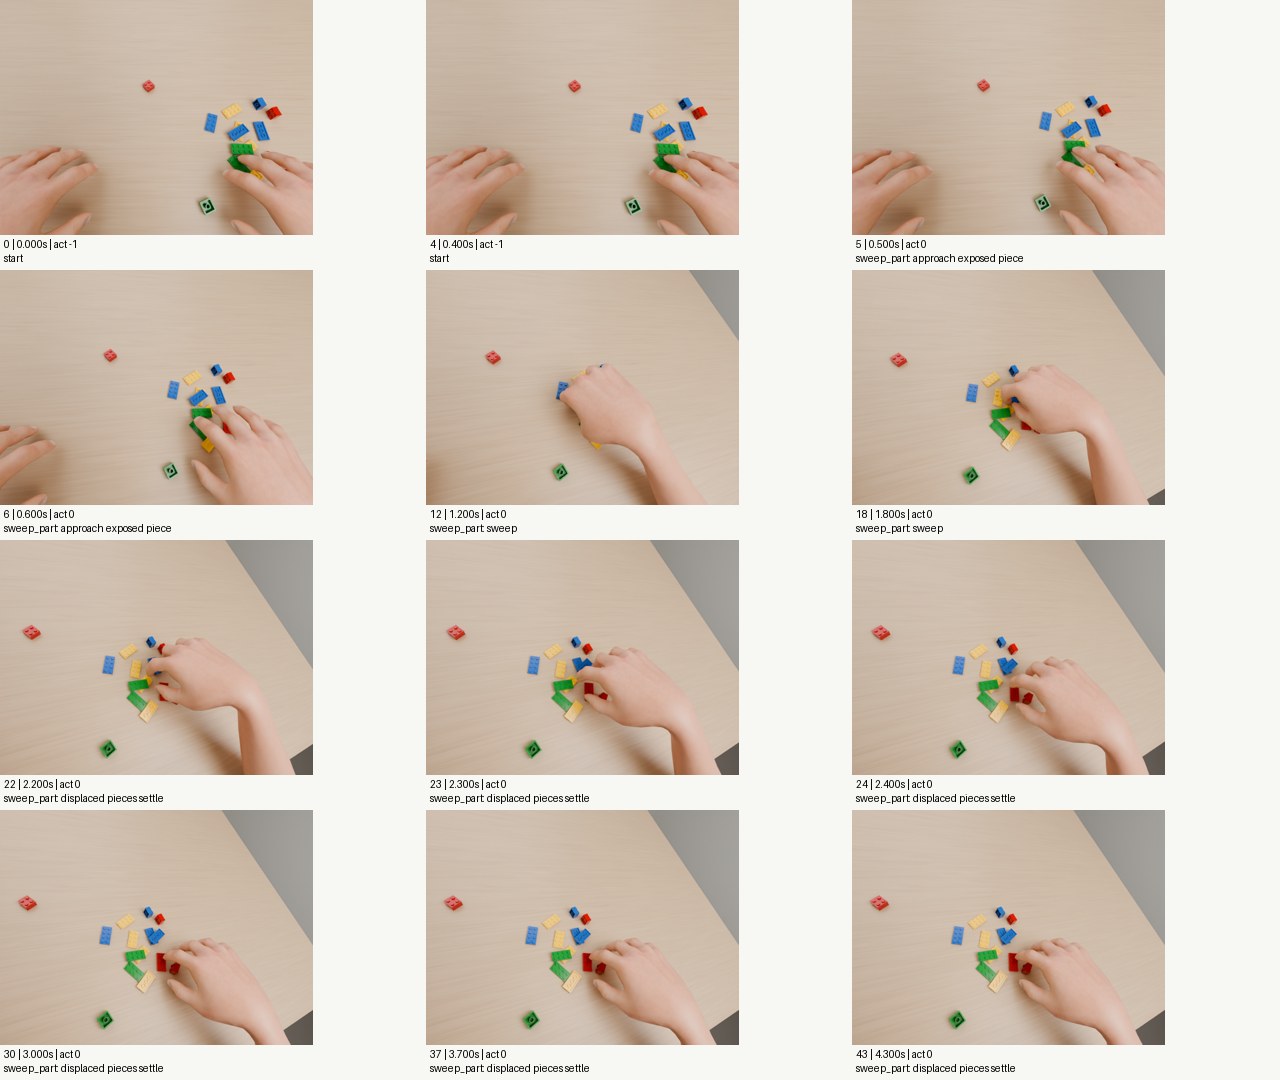 0 | 0.000s | act -1
start
4 | 0.400s | act -1
start
5 | 0.500s | act 0
sweep_part: approach exposed piece
6 | 0.600s | act 0
sweep_part: approach exposed piece
12 | 1.200s | act 0
sweep_part: sweep
18 | 1.800s | act 0
sweep_part: sweep
22 | 2.200s | act 0
sweep_part: displaced pieces settle
23 | 2.300s | act 0
sweep_part: displaced pieces settle
24 | 2.400s | act 0
sweep_part: displaced pieces settle
30 | 3.000s | act 0
sweep_part: displaced pieces settle
37 | 3.700s | act 0
sweep_part: displaced pieces settle
43 | 4.300s | act 0
sweep_part: displaced pieces settle